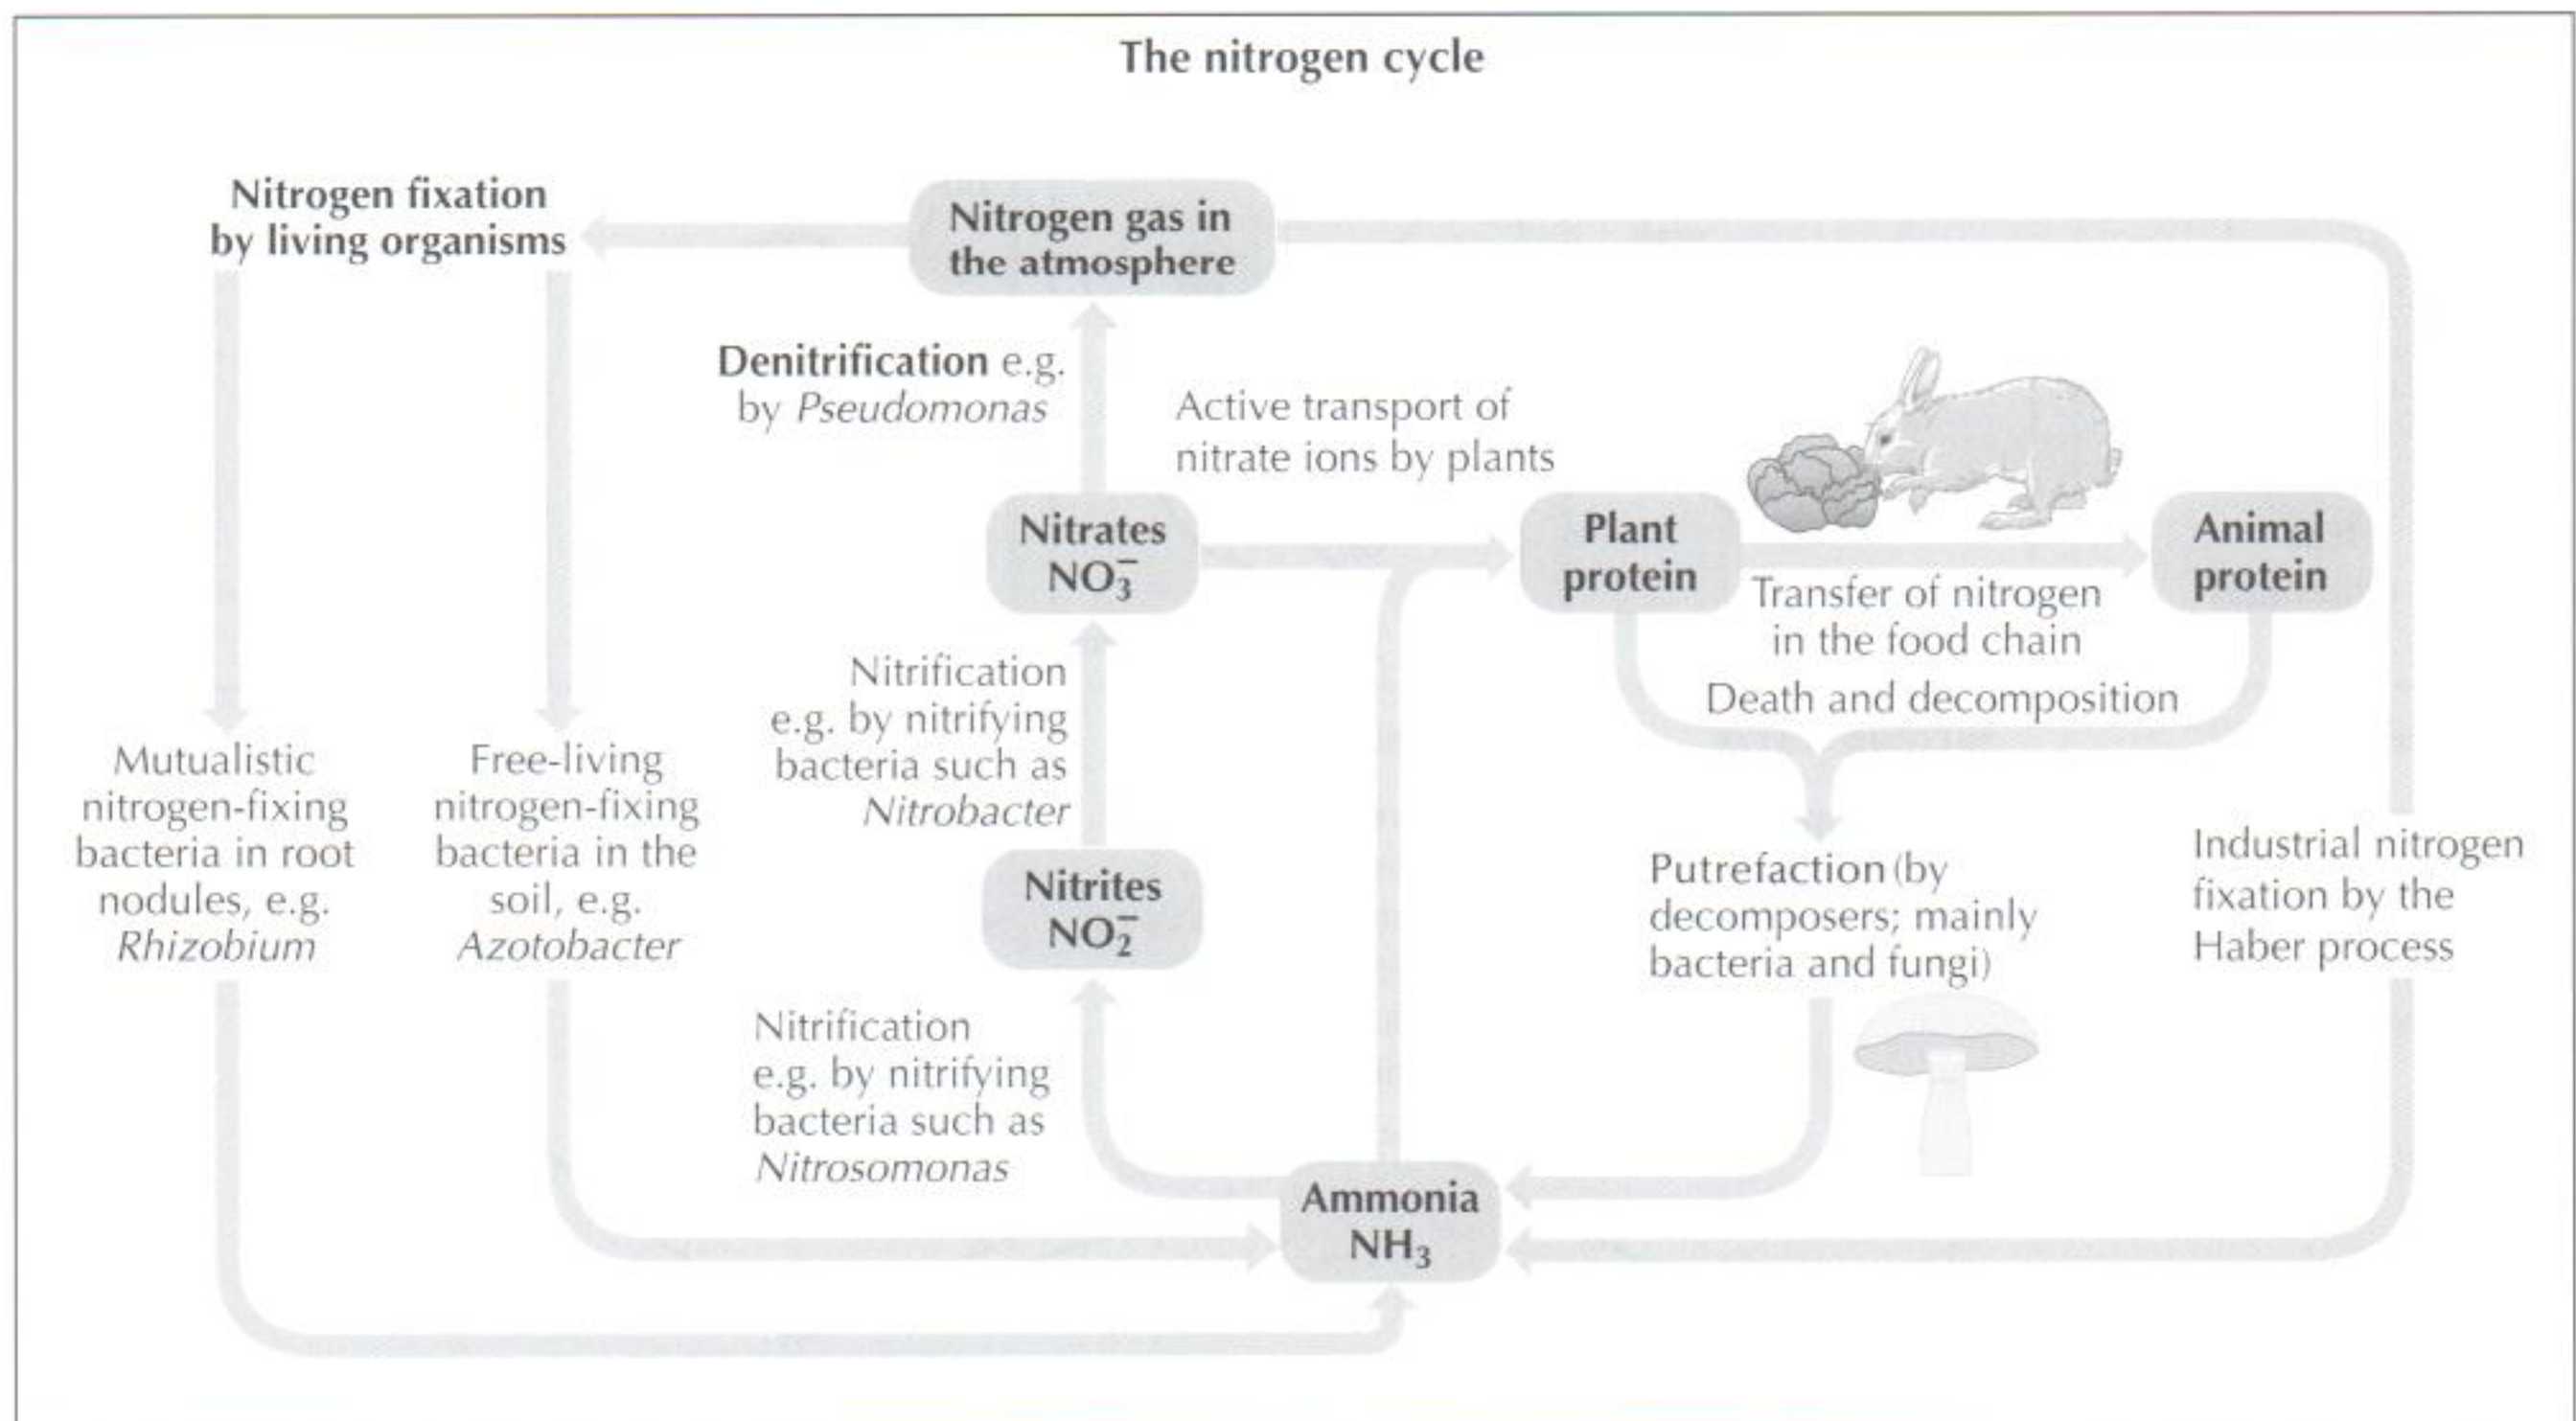 The nitrogen cycle
Nitrogen fixation
by living organisms
Nitrogen gas in
the atmosphere
Denitrification e.g.
by Pseudomonas
Active transport of
nitrate ions by plants
Nitrates
NO₃⁻
Plant
protein
Animal
protein
Transfer of nitrogen
in the food chain
Death and decomposition
Nitrification
e.g. by nitrifying
bacteria such as
Nitrobacter
Mutualistic
nitrogen-fixing
bacteria in root
nodules, e.g.
Rhizobium
Free-living
nitrogen-fixing
bacteria in the
soil, e.g.
Azotobacter
Nitrites
NO₂⁻
Putrefaction (by
decomposers; mainly
bacteria and fungi)
Industrial nitrogen
fixation by the
Haber process
Nitrification
e.g. by nitrifying
bacteria such as
Nitrosomonas
Ammonia
NH₃